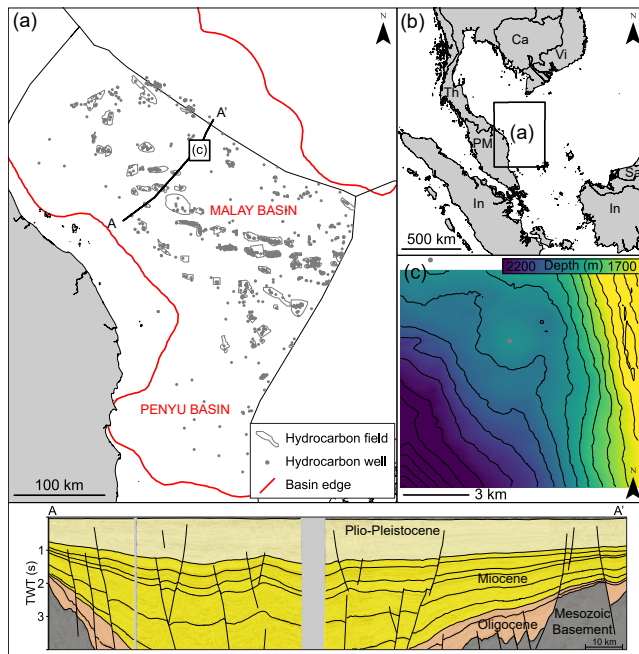 (a)
N
A'
(c)
A
MALAY BASIN
PENYU BASIN
Hydrocarbon field
Hydrocarbon well
Basin edge
100 km
(b)
N
Ca
Vi
Th
(a)
PM
Sa
In
In
500 km
(c)
2200 Depth (m) 1700
N
3 km
A
A'
Plio-Pleistocene
1
TWT (s)
Miocene
3
Oligocene
Mesozoic
Basement
10 km